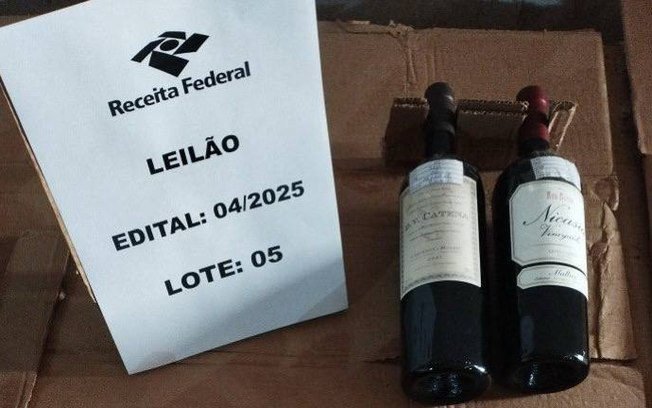 Receita Federal
LEILÃO
EDITAL: 04/2025
LOTE: 05
D.V. CATENA
Nicasia
Vineyard
Malbec